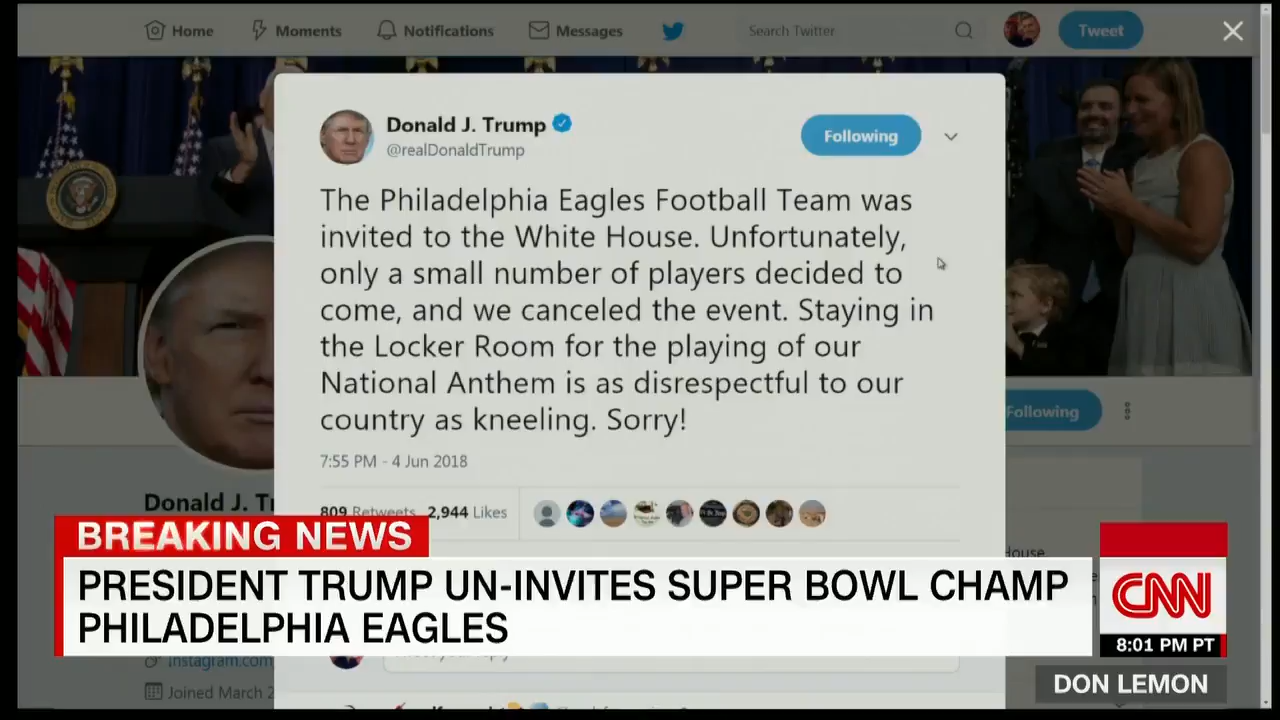 Home Moments Notifications Messages Search Twitter Tweet
Donald J. Trump
@realDonaldTrump
Following
The Philadelphia Eagles Football Team was
invited to the White House. Unfortunately,
only a small number of players decided to
come, and we canceled the event. Staying in
the Locker Room for the playing of our
National Anthem is as disrespectful to our
country as kneeling. Sorry!
7:55 PM - 4 Jun 2018
Following
Donald J. T
809 Retweets 2,944 Likes
BREAKING NEWS
PRESIDENT TRUMP UN-INVITES SUPER BOWL CHAMP
PHILADELPHIA EAGLES
CNN
8:01 PM PT
Instagram.com
Joined March 2
DON LEMON